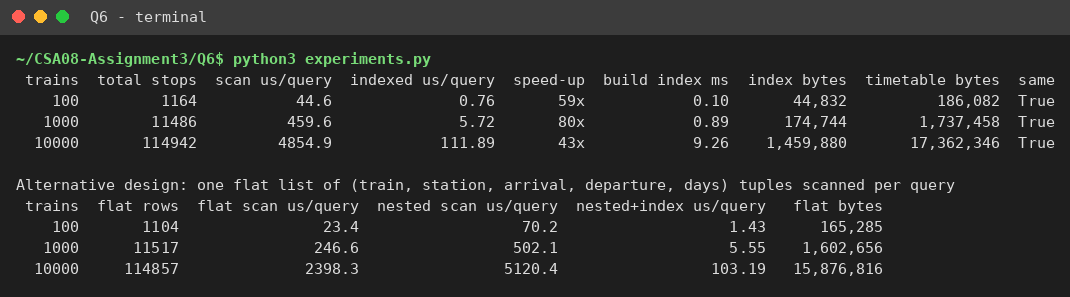 Q6 - terminal
~/CSA08-Assignment3/Q6$ python3 experiments.py
trains  total stops  scan us/query  indexed us/query  speed-up  build index ms  index bytes  timetable bytes  same
100  1164  44.6  0.76  59x  0.10  44,832  186,082  True
1000  11486  459.6  5.72  80x  0.89  174,744  1,737,458  True
10000  114942  4854.9  111.89  43x  9.26  1,459,880  17,362,346  True
Alternative design: one flat list of (train, station, arrival, departure, days) tuples scanned per query
trains  flat rows  flat scan us/query  nested scan us/query  nested+index us/query  flat bytes
100  1104  23.4  70.2  1.43  165,285
1000  11517  246.6  502.1  5.55  1,602,656
10000  114857  2398.3  5120.4  103.19  15,876,816